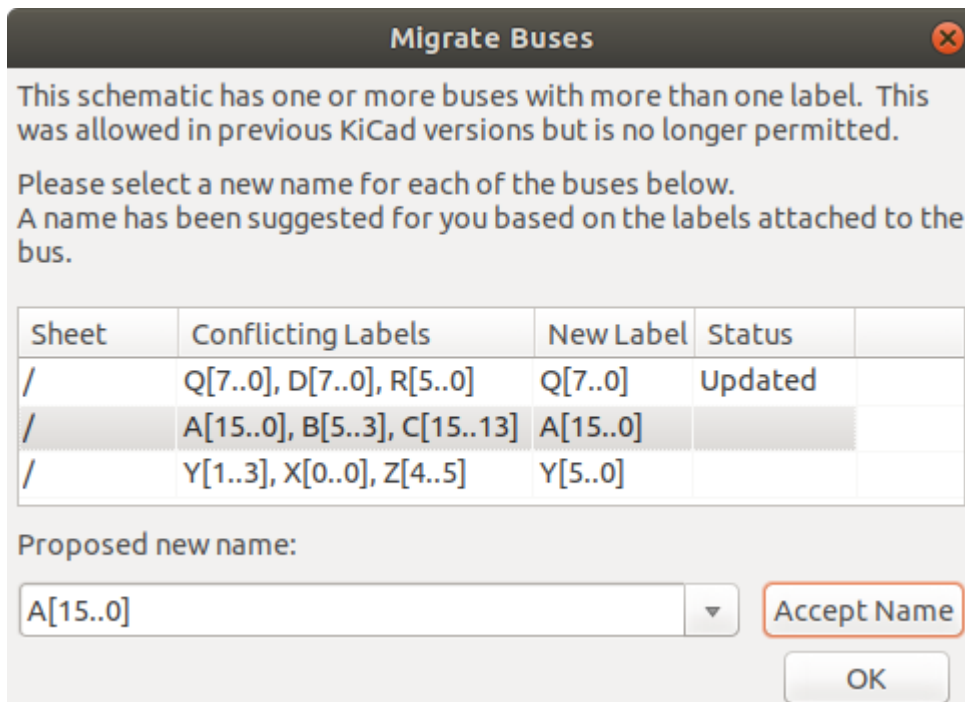 Migrate Buses
This schematic has one or more buses with more than one label.  This
was allowed in previous KiCad versions but is no longer permitted.
Please select a new name for each of the buses below.
A name has been suggested for you based on the labels attached to the
bus.
Sheet Conflicting Labels New Label Status
/ Q[7..0], D[7..0], R[5..0] Q[7..0] Updated
/ A[15..0], B[5..3], C[15..13] A[15..0]
/ Y[1..3], X[0..0], Z[4..5] Y[5..0]
Proposed new name:
A[15..0] Accept Name
OK